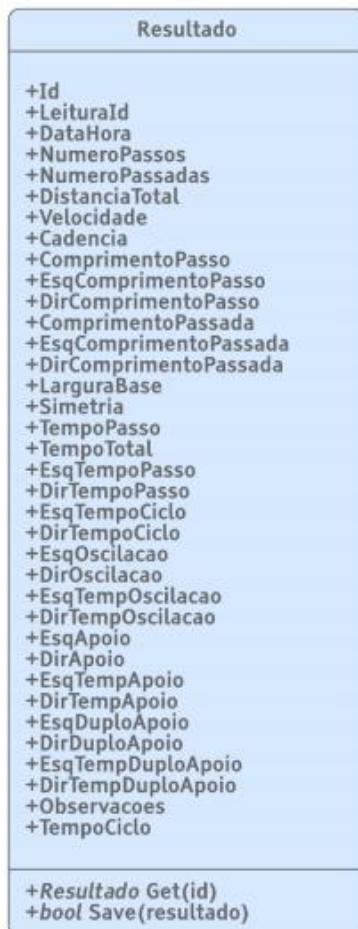 Resultado
+Id
+LeituraId
+DataHora
+NumeroPassos
+NumeroPassadas
+DistanciaTotal
+Velocidade
+Cadencia
+ComprimentoPasso
+EsqComprimentoPasso
+DirComprimentoPasso
+ComprimentoPassada
+EsqComprimentoPassada
+DirComprimentoPassada
+LarguraBase
+Simetria
+TempoPasso
+TempoTotal
+EsqTempoPasso
+DirTempoPasso
+EsqTempoCiclo
+DirTempoCiclo
+EsqOscilacao
+DirOscilacao
+EsqTempOscilacao
+DirTempOscilacao
+EsqApoio
+DirApoio
+EsqTempApoio
+DirTempApoio
+EsqDuploApoio
+DirDuploApoio
+EsqTempDuploApoio
+DirTempDuploApoio
+Observacoes
+TempoCiclo
+Resultado Get(id)
+bool Save(resultado)